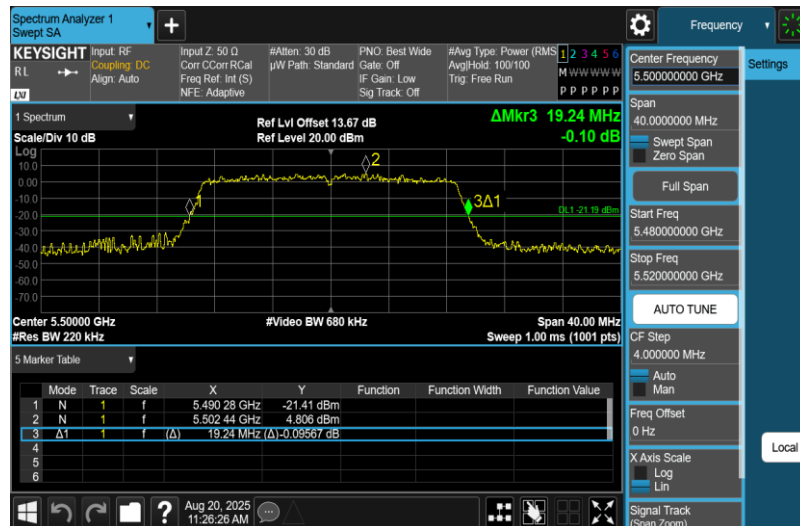 Spectrum Analyzer 1
Swept SA
+
Frequency
KEYSIGHT
RL
LXI
Input: RF
Coupling: DC
Align: Auto
Input Z: 50 Ω
Corr CCorr RCal
Freq Ref: Int (S)
NFE: Adaptive
#Atten: 30 dB
µW Path: Standard
PNO: Best Wide
Gate: Off
IF Gain: Low
Sig Track: Off
#Avg Type: Power (RMS
Avg|Hold: 100/100
Trig: Free Run
1 2 3 4 5 6
M W W W W W
P P P P P P
1 Spectrum
Scale/Div 10 dB
Ref Lvl Offset 13.67 dB
Ref Level 20.00 dBm
ΔMkr3 19.24 MHz
-0.10 dB
Log
10.0
0.00
-10.0
-20.0
-30.0
-40.0
-50.0
-60.0
-70.0
1
2
3Δ1
DL1 -21.19 dBm
Center 5.50000 GHz
#Video BW 680 kHz
Span 40.00 MHz
#Res BW 220 kHz
Sweep 1.00 ms (1001 pts)
5 Marker Table
Mode Trace Scale X Y Function Function Width Function Value
1 N 1 f 5.490 28 GHz -21.41 dBm
2 N 1 f 5.502 44 GHz 4.806 dBm
3 Δ1 1 f (Δ) 19.24 MHz (Δ) -0.09567 dB
4
5
6
Aug 20, 2025
11:26:26 AM
?
Center Frequency
5.500000000 GHz
Span
40.0000000 MHz
Swept Span
Zero Span
Full Span
Start Freq
5.480000000 GHz
Stop Freq
5.520000000 GHz
AUTO TUNE
CF Step
4.000000 MHz
Auto
Man
Freq Offset
0 Hz
X Axis Scale
Log
Lin
Signal Track
(Span Zoom)
Settings
Local